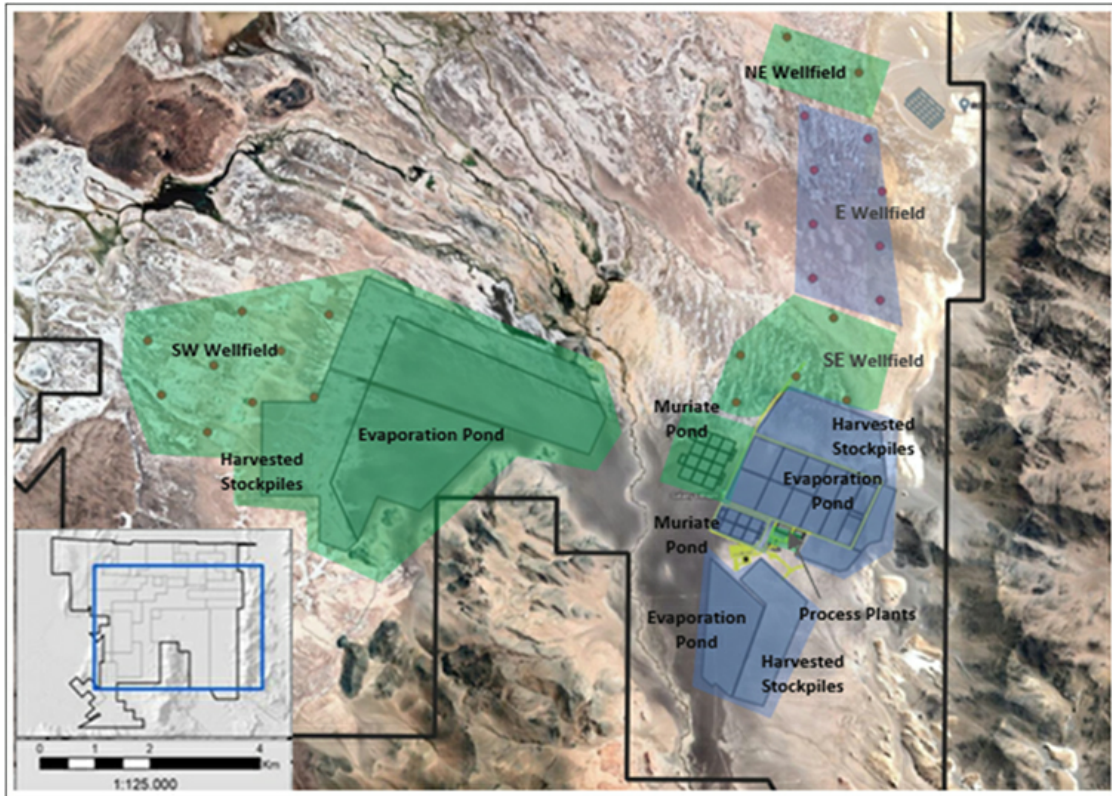 NE Wellfield
E Wellfield
SW Wellfield
SE Wellfield
Muriate
Pond
Evaporation Pond
Harvested
Stockpiles
Harvested
Stockpiles
Evaporation
Pond
Muriate
Pond
Evaporation
Pond
Process Plants
Harvested
Stockpiles
0 1 2 4
Km
1:125.000